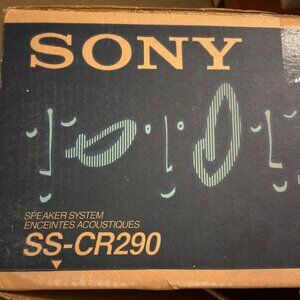 SONY
SPEAKER SYSTEM
ENCEINTES ACOUSTIQUES
SS-CR290